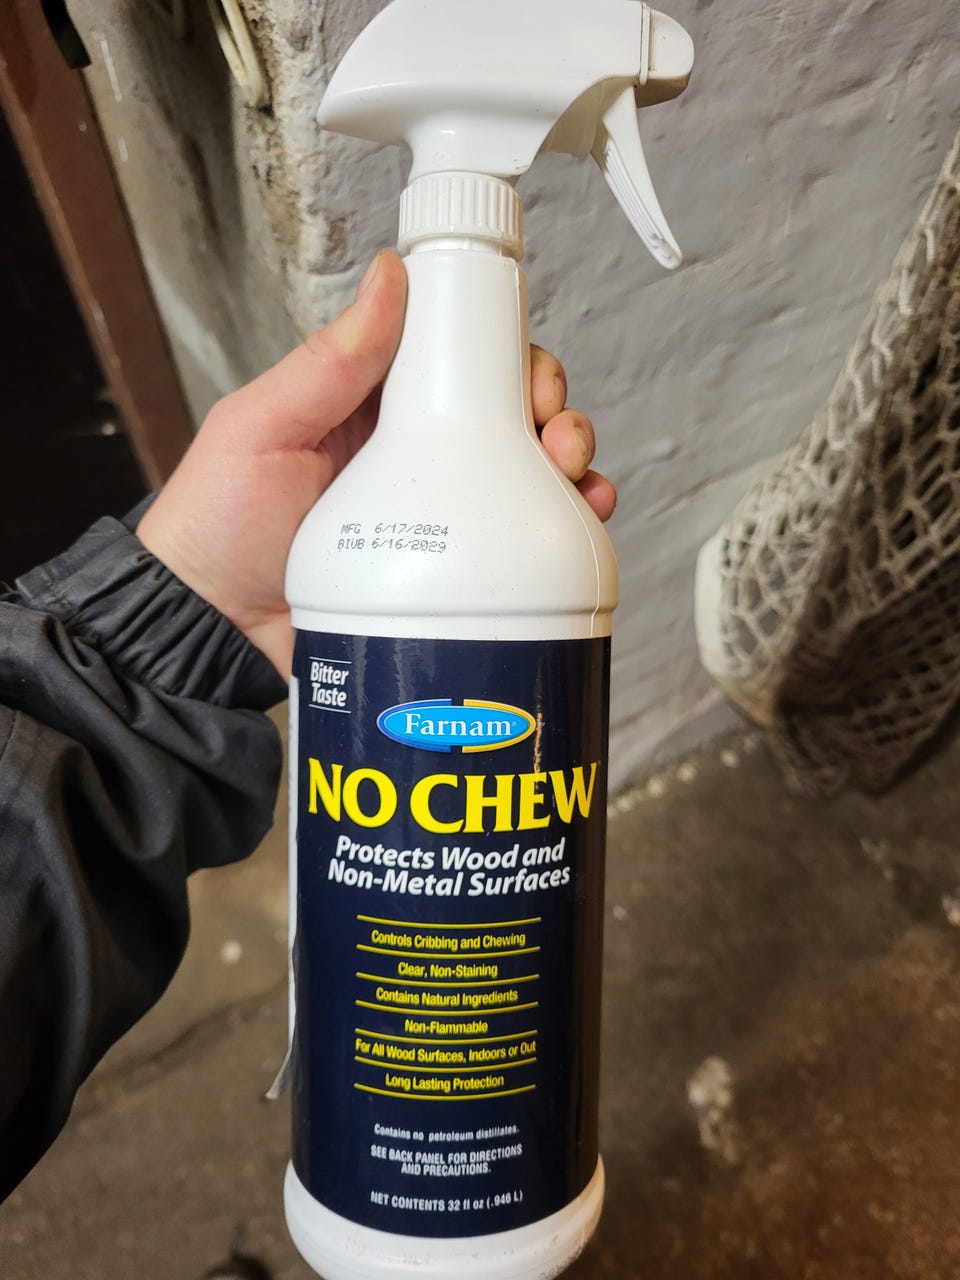 MFG 6/17/2024
BIUB 6/16/2029
Bitter
Taste
Farnam®
NO CHEW™
Protects Wood and
Non-Metal Surfaces
Controls Cribbing and Chewing
Clear, Non-Staining
Contains Natural Ingredients
Non-Flammable
For All Wood Surfaces, Indoors or Out
Long Lasting Protection
Contains no petroleum distillates.
SEE BACK PANEL FOR DIRECTIONS
AND PRECAUTIONS.
NET CONTENTS 32 fl oz (.946 L)